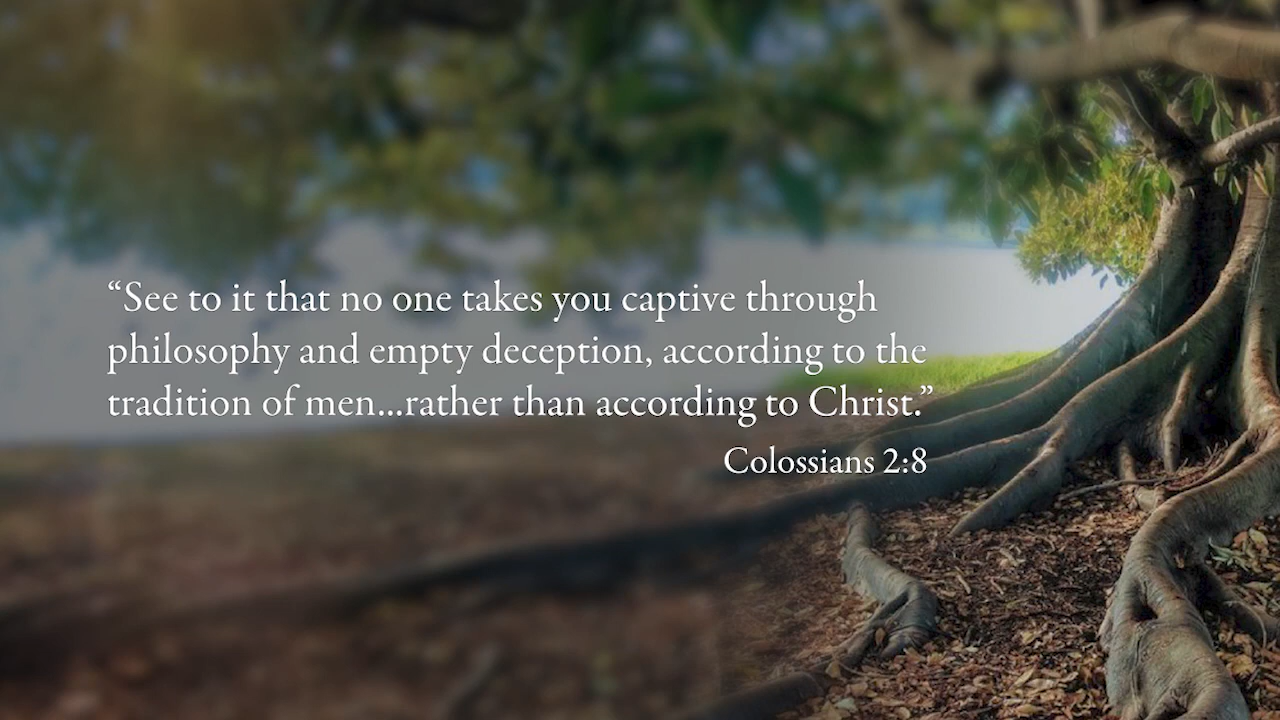 “See to it that no one takes you captive through
philosophy and empty deception, according to the
tradition of men...rather than according to Christ.”
Colossians 2:8